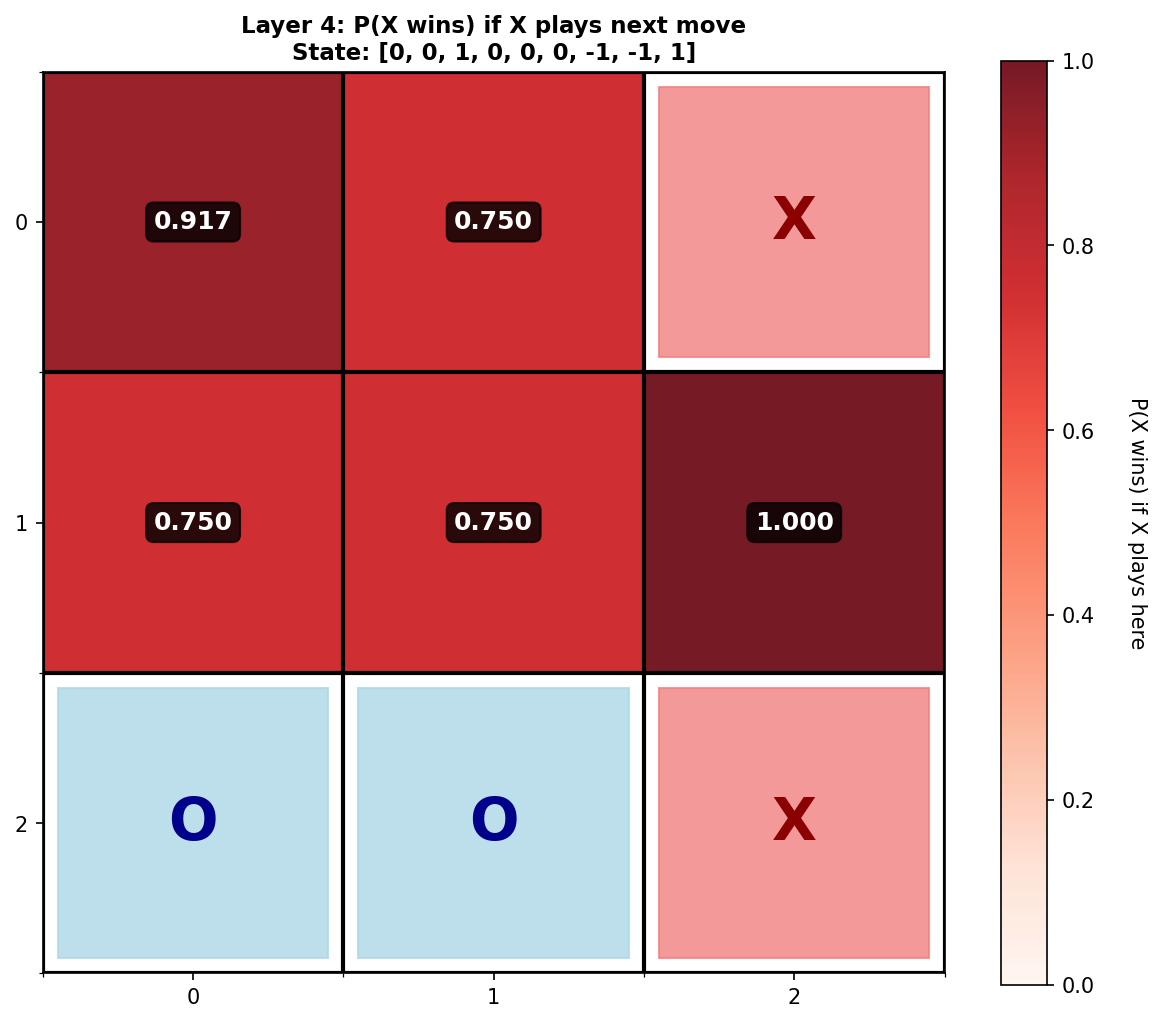 Layer 4: P(X wins) if X plays next move
State: [0, 0, 1, 0, 0, 0, -1, -1, 1]
0
0.917
0.750
X
1
0.750
0.750
1.000
2
O
O
X
0
1
2
1.0
0.8
0.6
0.4
0.2
0.0
P(X wins) if X plays here